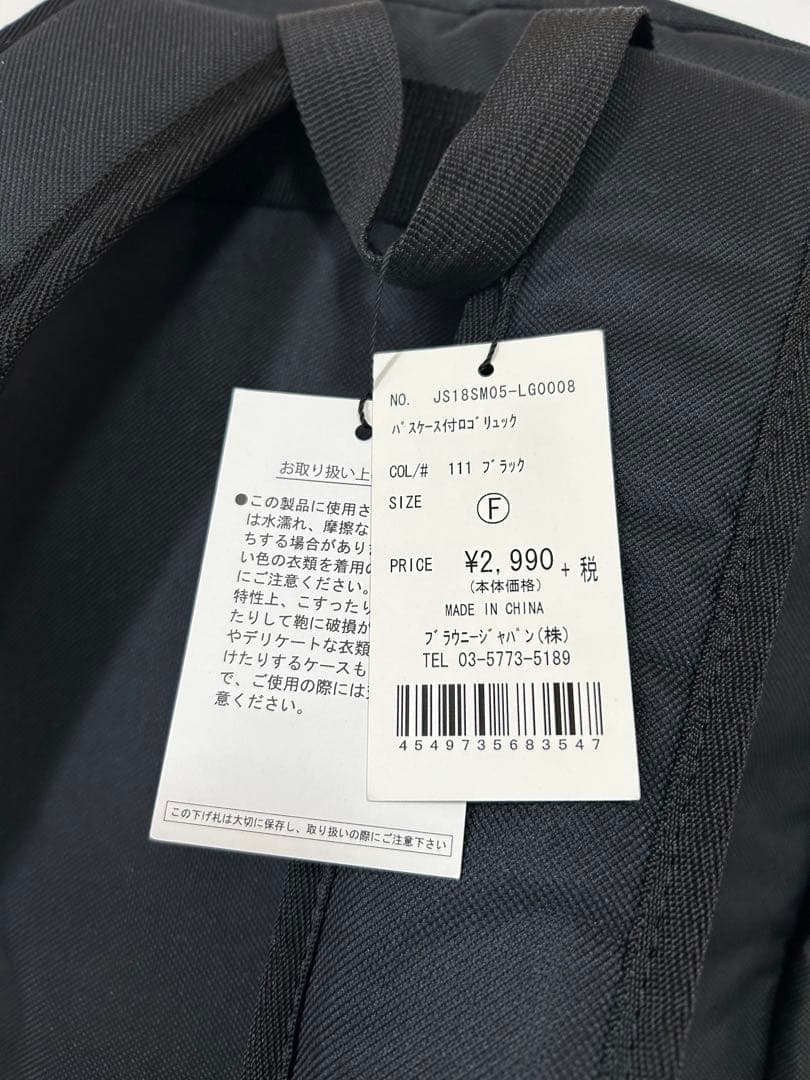 NO. JS18SM05-LG0008
ﾊﾟｽｹｰｽ付ﾛｺﾞﾘｭｯｸ
COL/# 111 ﾌﾞﾗｯｸ
SIZE Ⓕ
PRICE ¥2,990 + 税
(本体価格)
MADE IN CHINA
ﾌﾞﾗｳﾆｰｼﾞｬﾊﾟﾝ(株)
TEL 03-5773-5189
4549735683547
お取り扱い上
●この製品に使用さ
は水濡れ、摩擦な
ちする場合があり
い色の衣類を着用の
にご注意ください。
特性上、こすったり
たりして鞄に破損が
やデリケートな衣類
けたりするケースも
で、ご使用の際には
意ください。
この下げ札は大切に保存し、取り扱いの際にご注意下さい